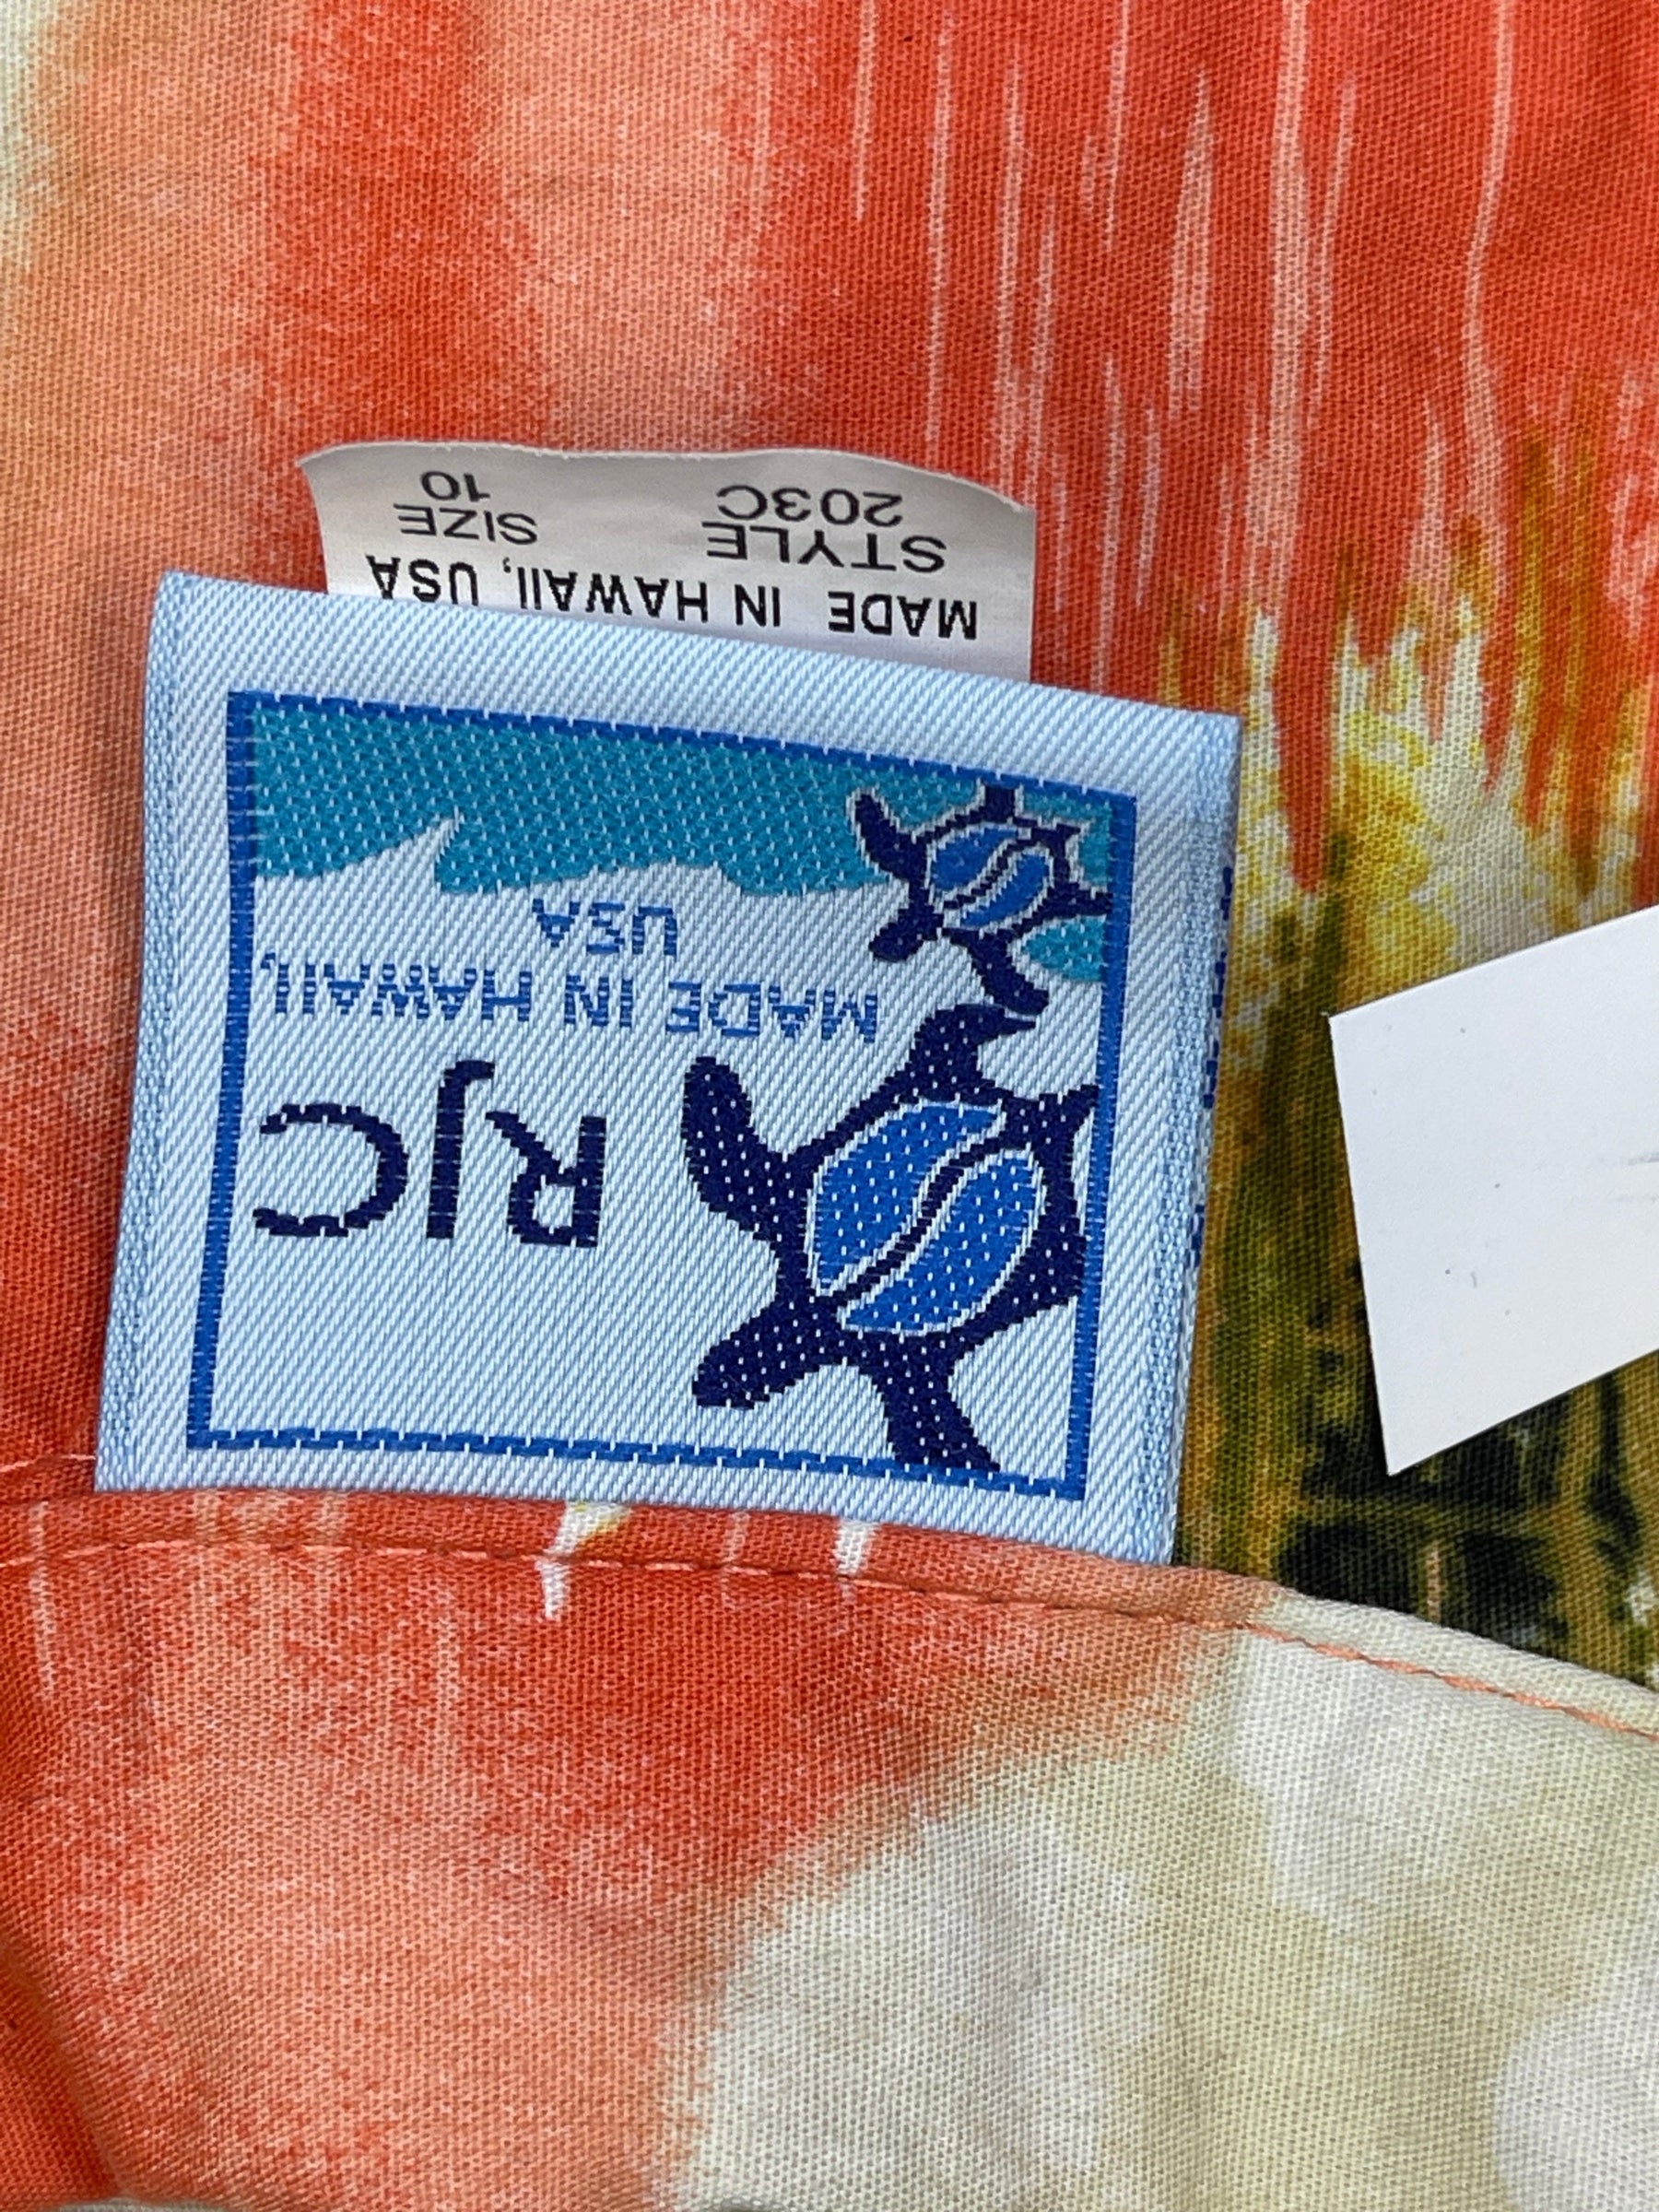 RJC
MADE IN HAWAII,
USA
MADE IN HAWAII, USA
STYLE SIZE
203C 10